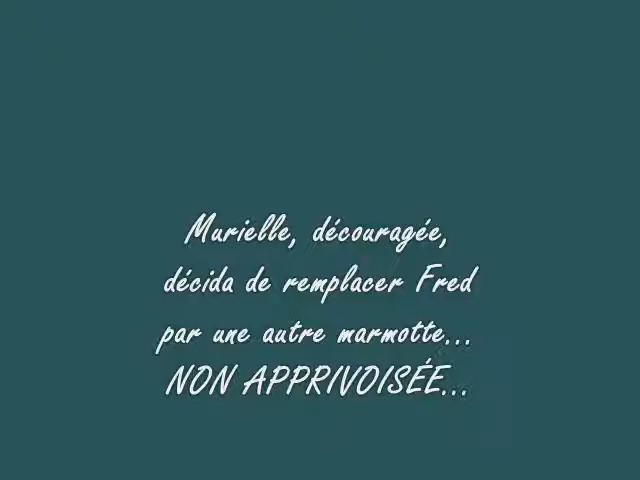 Murielle, découragée,
décida de remplacer Fred
par une autre marmotte...
NON APPRIVOISÉE...